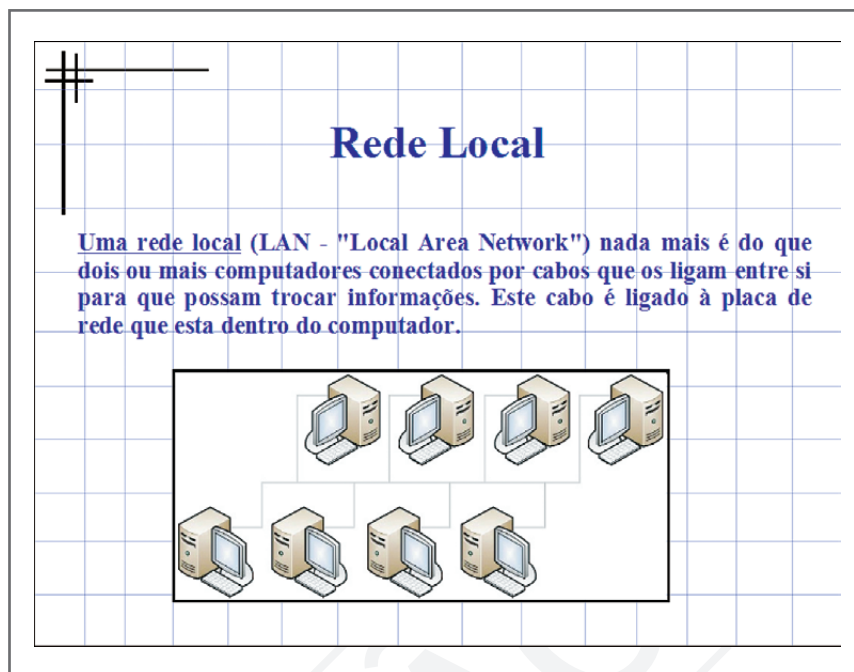 Rede Local
Uma rede local (LAN - "Local Area Network") nada mais é do que
dois ou mais computadores conectados por cabos que os ligam entre si
para que possam trocar informações. Este cabo é ligado à placa de
rede que esta dentro do computador.